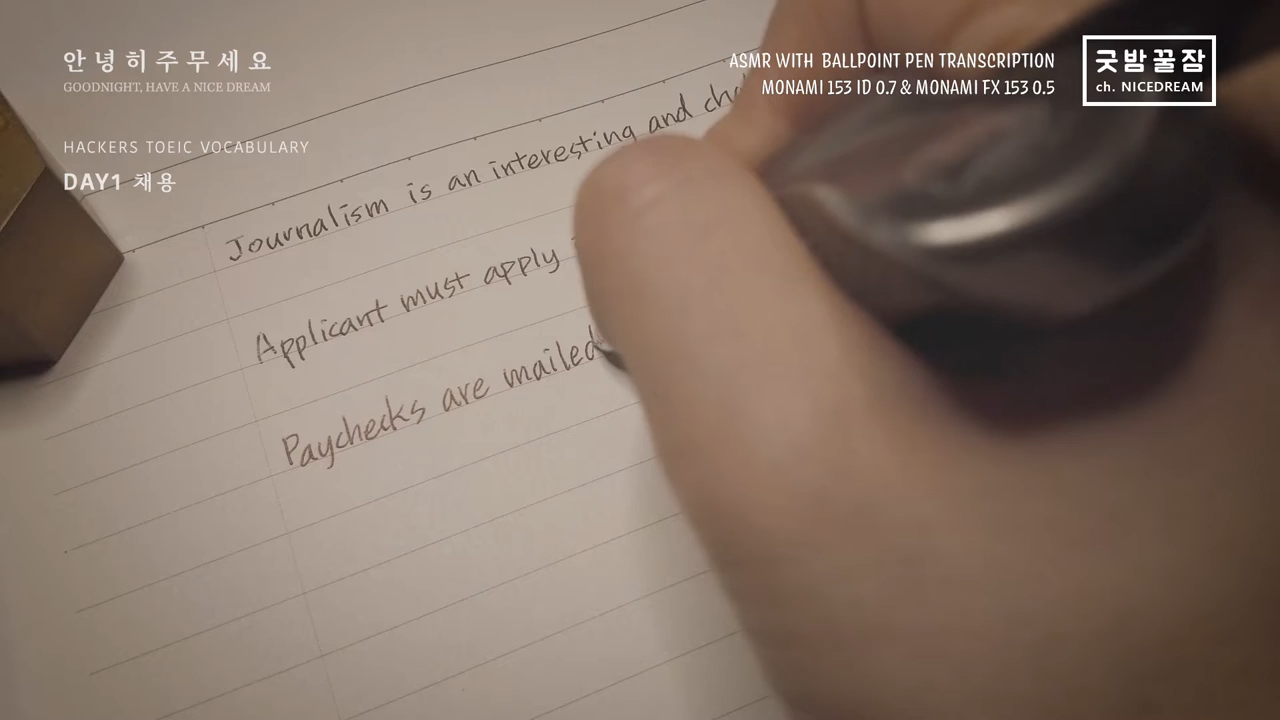 안녕히주무세요
GOODNIGHT, HAVE A NICE DREAM
HACKERS TOEIC VOCABULARY
DAY1 채용
ASMR WITH BALLPOINT PEN TRANSCRIPTION
MONAMI 153 ID 0.7 & MONAMI FX 153 0.5
굿밤꿀잠
ch. NICEDREAM
Journalism is an interesting and
Applicant must apply
Paychecks are mailed